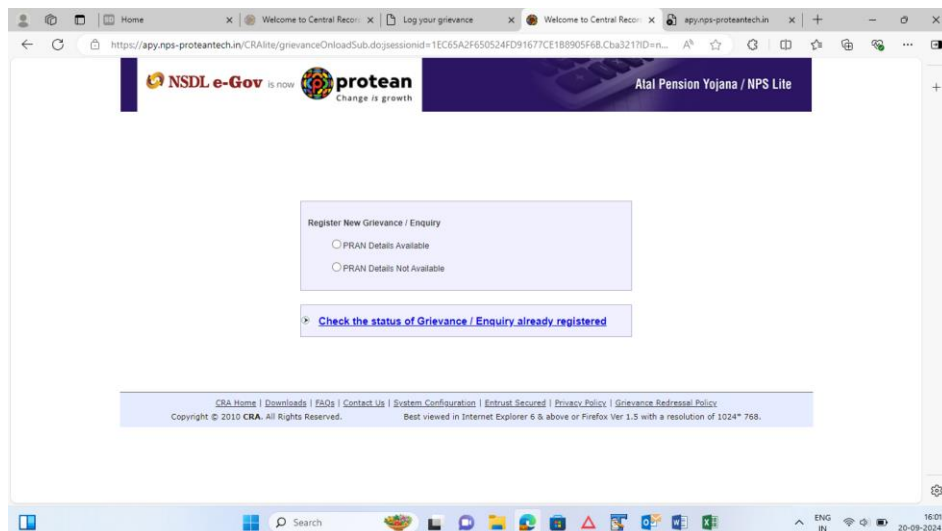 Home
Welcome to Central Recor
Log your grievance
Welcome to Central Recor
apy.nps-proteantech.in
https://apy.nps-proteantech.in/CRAlite/grievanceOnloadSub.do;jsessionid=1EC65A2F650524FD91677CE1B8905F6B.Cba321?ID=n...
NSDL e-Gov is now protean
Change is growth
Atal Pension Yojana / NPS Lite
Register New Grievance / Enquiry
PRAN Details Available
PRAN Details Not Available
Check the status of Grievance / Enquiry already registered
CRA Home | Downloads | FAQs | Contact Us | System Configuration | Entrust Secured | Privacy Policy | Grievance Redressal Policy
Copyright © 2010 CRA. All Rights Reserved. Best viewed in Internet Explorer 6 & above or Firefox Ver 1.5 with a resolution of 1024* 768.
Search
ENG
IN
16:01
20-09-2024